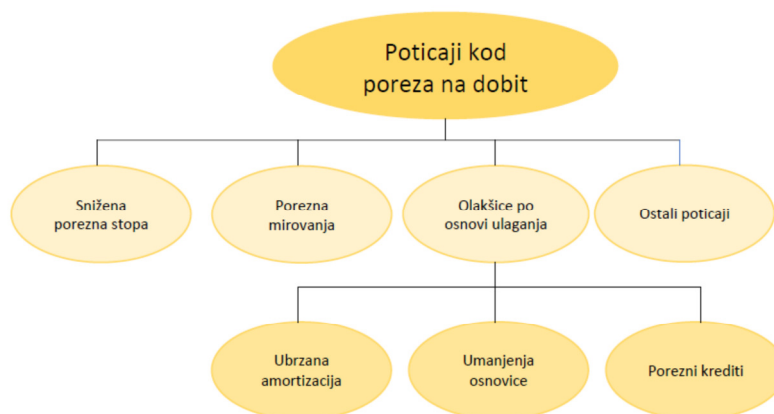 Poticaji kod
poreza na dobit
Snižena
porezna stopa
Porezna
mirovanja
Olakšice po
osnovi ulaganja
Ostali poticaji
Ubrzana
amortizacija
Umanjenja
osnovice
Porezni krediti